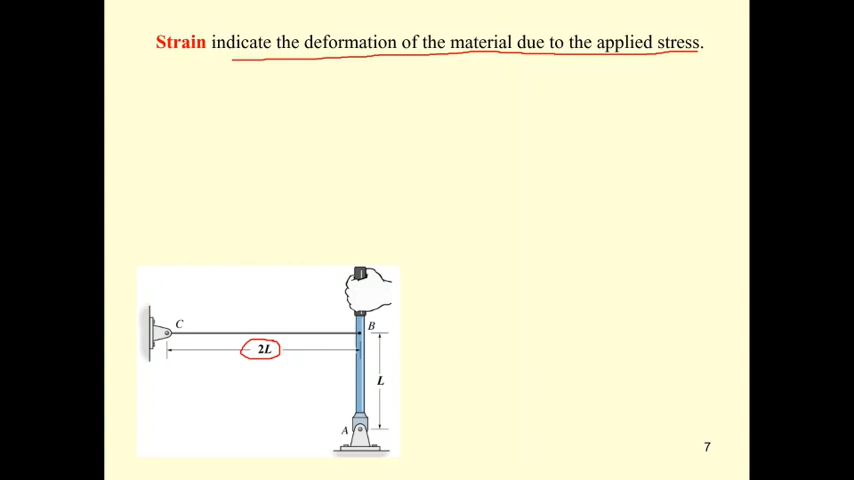 Strain indicate the deformation of the material due to the applied stress.
C
B
2L
L
A
7